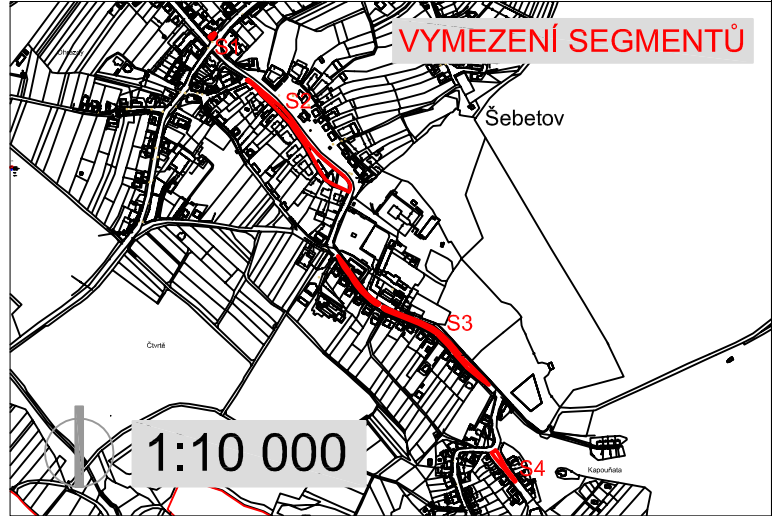 S1
VYMEZENÍ SEGMENTŮ
S2
Šebetov
S3
Čtvrtě
1:10 000
S4
Kapouňata